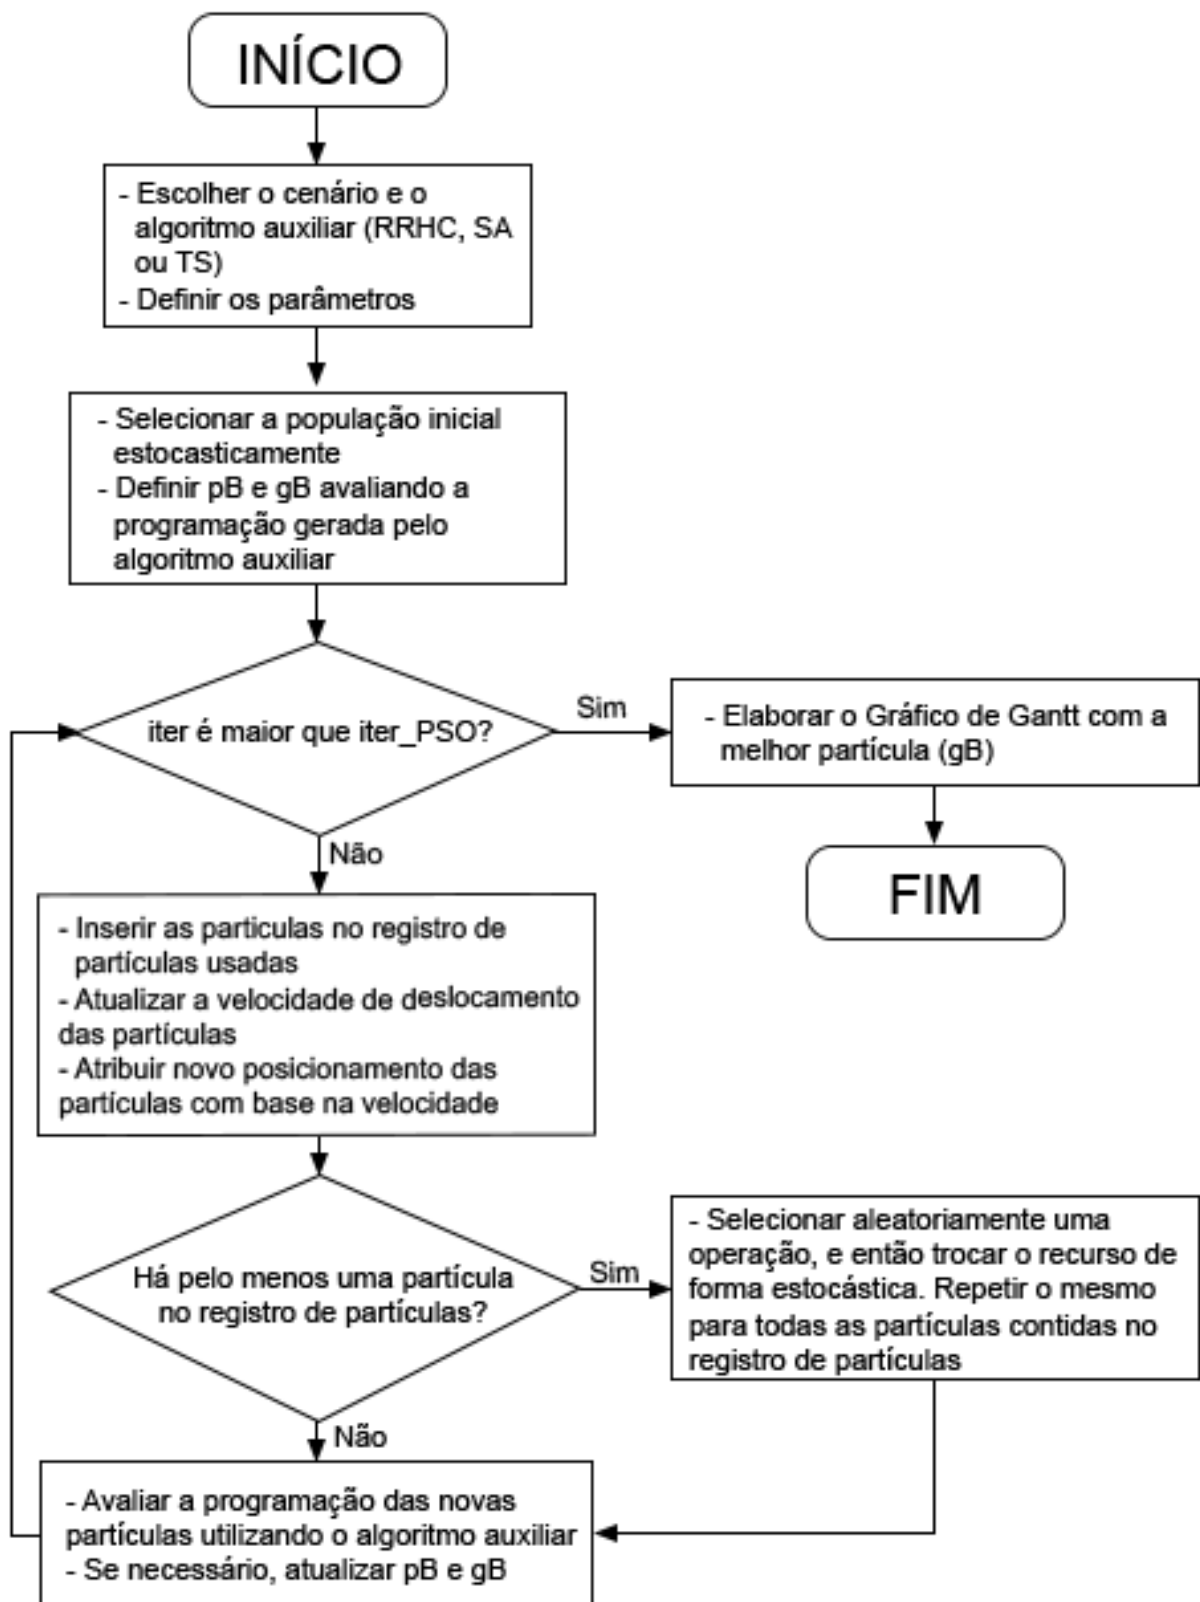 INÍCIO
- Escolher o cenário e o
algoritmo auxiliar (RRHC, SA
ou TS)
- Definir os parâmetros
- Selecionar a população inicial
estocasticamente
- Definir pB e gB avaliando a
programação gerada pelo
algoritmo auxiliar
iter é maior que iter_PSO?
Sim
- Elaborar o Gráfico de Gantt com a
melhor partícula (gB)
FIM
Não
- Inserir as particulas no registro de
partículas usadas
- Atualizar a velocidade de deslocamento
das partículas
- Atribuir novo posicionamento das
partículas com base na velocidade
Há pelo menos uma partícula
no registro de partículas?
Sim
- Selecionar aleatoriamente uma
operação, e então trocar o recurso de
forma estocástica. Repetir o mesmo
para todas as partículas contidas no
registro de partículas
Não
- Avaliar a programação das novas
partículas utilizando o algoritmo auxiliar
- Se necessário, atualizar pB e gB